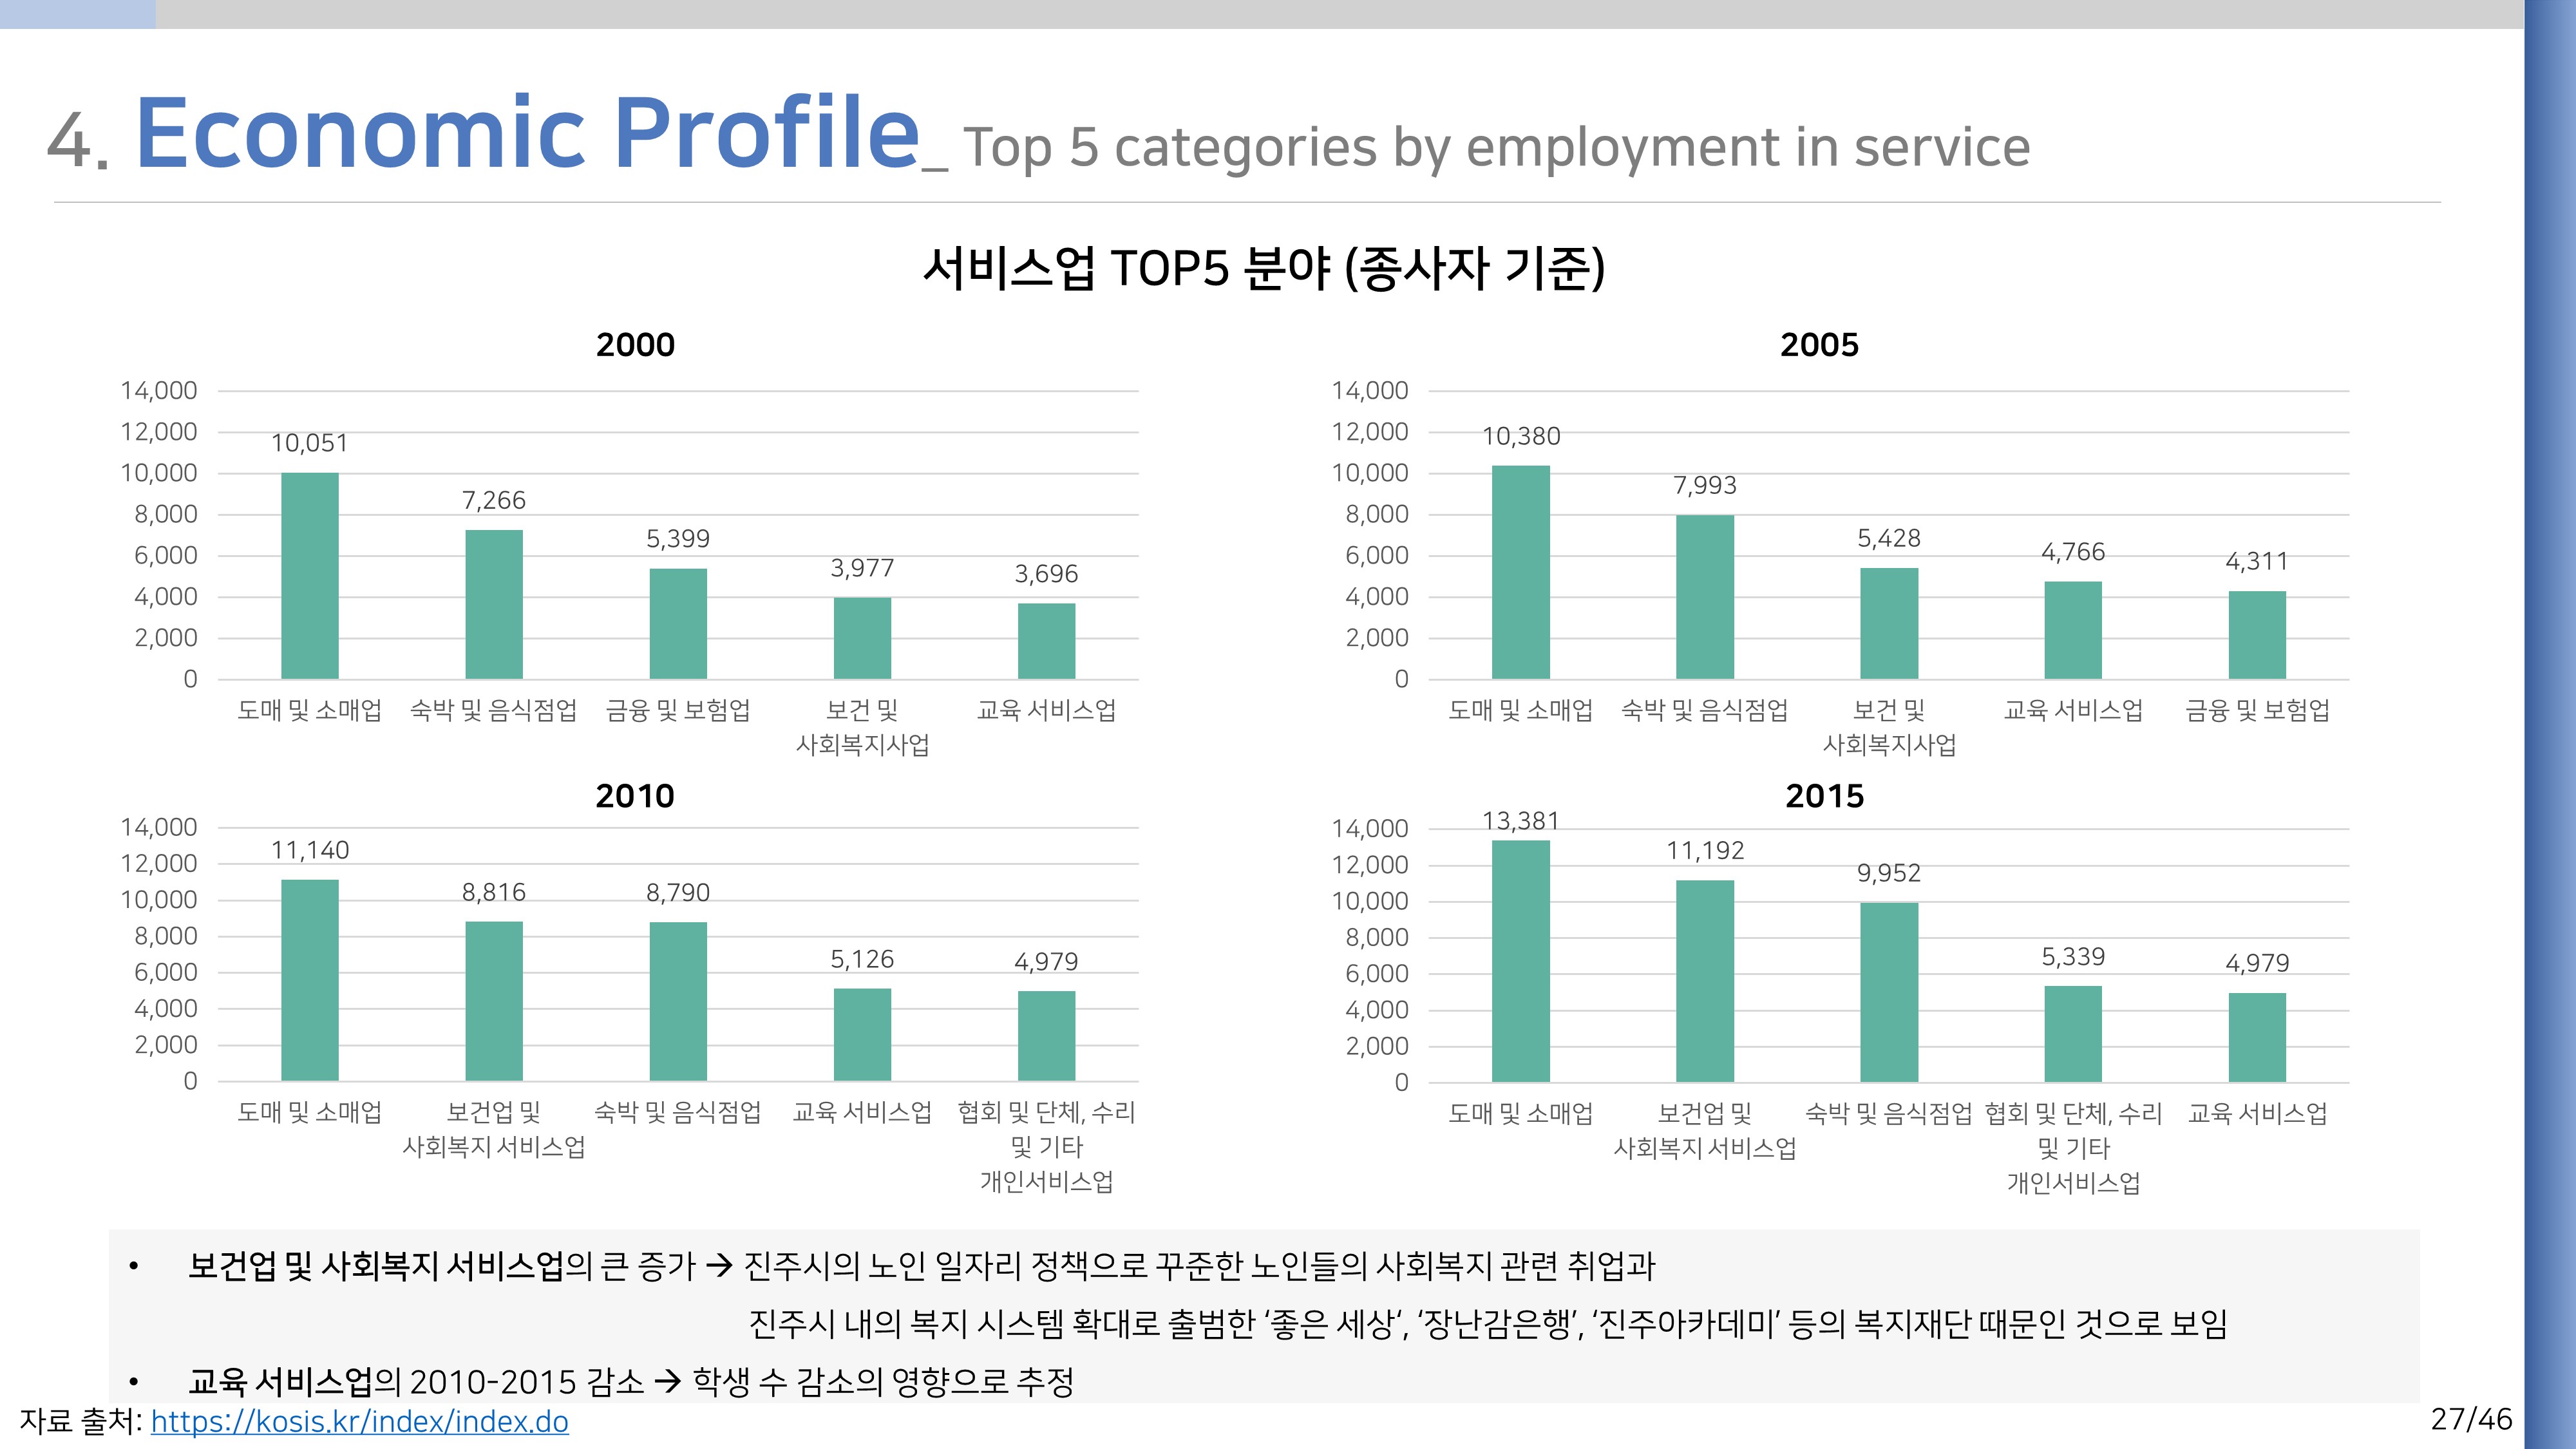 4. Economic Profile_ Top 5 categories by employment in service
서비스업 TOP5 분야 (종사자 기준)
2000
14,000
12,000
10,000
8,000
6,000
4,000
2,000
0
10,051
7,266
5,399
3,977
3,696
도매 및 소매업
숙박 및 음식점업
금융 및 보험업
보건 및
사회복지사업
교육 서비스업
2005
14,000
12,000
10,000
8,000
6,000
4,000
2,000
0
10,380
7,993
5,428
4,766
4,311
도매 및 소매업
숙박 및 음식점업
보건 및
사회복지사업
교육 서비스업
금융 및 보험업
2010
14,000
12,000
10,000
8,000
6,000
4,000
2,000
0
11,140
8,816
8,790
5,126
4,979
도매 및 소매업
보건업 및
사회복지 서비스업
숙박 및 음식점업
교육 서비스업
협회 및 단체, 수리
및 기타
개인서비스업
2015
14,000
12,000
10,000
8,000
6,000
4,000
2,000
0
13,381
11,192
9,952
5,339
4,979
도매 및 소매업
보건업 및
사회복지 서비스업
숙박 및 음식점업
협회 및 단체, 수리
및 기타
개인서비스업
교육 서비스업
• 보건업 및 사회복지 서비스업의 큰 증가 → 진주시의 노인 일자리 정책으로 꾸준한 노인들의 사회복지 관련 취업과
진주시 내의 복지 시스템 확대로 출범한 ‘좋은 세상‘, ‘장난감은행’, ‘진주아카데미’ 등의 복지재단 때문인 것으로 보임
• 교육 서비스업의 2010-2015 감소 → 학생 수 감소의 영향으로 추정
자료 출처: https://kosis.kr/index/index.do
27/46